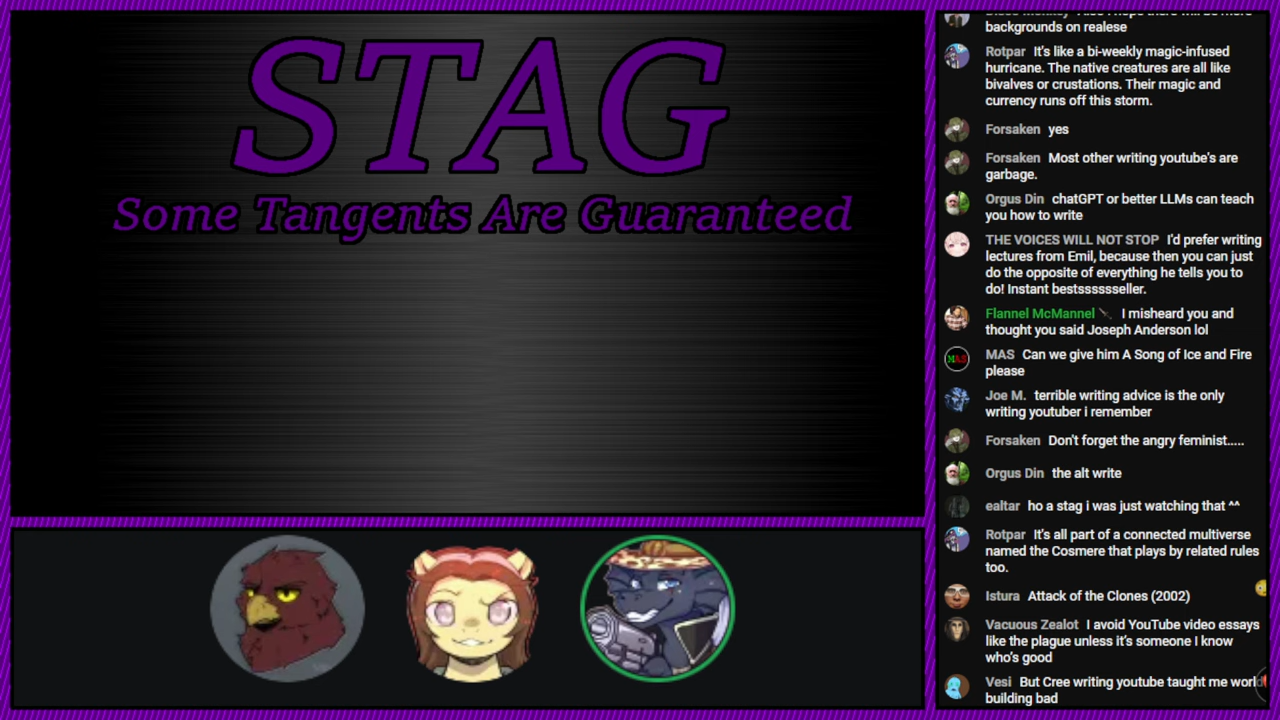 STAG
Some Tangents Are Guaranteed
backgrounds on realese
Rotpar It's like a bi-weekly magic-infused
hurricane. The native creatures are all like
bivalves or crustations. Their magic and
currency runs off this storm.
Forsaken yes
Forsaken Most other writing youtube's are
garbage.
Orgus Din chatGPT or better LLMs can teach
you how to write
THE VOICES WILL NOT STOP I'd prefer writing
lectures from Emil, because then you can just
do the opposite of everything he tells you to
do! Instant bestsssssseller.
Flannel McMannel I misheard you and
thought you said Joseph Anderson lol
MAS Can we give him A Song of Ice and Fire
please
Joe M. terrible writing advice is the only
writing youtuber i remember
Forsaken Don't forget the angry feminist.....
Orgus Din the alt write
ealtar ho a stag i was just watching that ^^
Rotpar It's all part of a connected multiverse
named the Cosmere that plays by related rules
too.
Istura Attack of the Clones (2002)
Vacuous Zealot I avoid YouTube video essays
like the plague unless it's someone I know
who's good
Vesi But Cree writing youtube taught me world
building bad